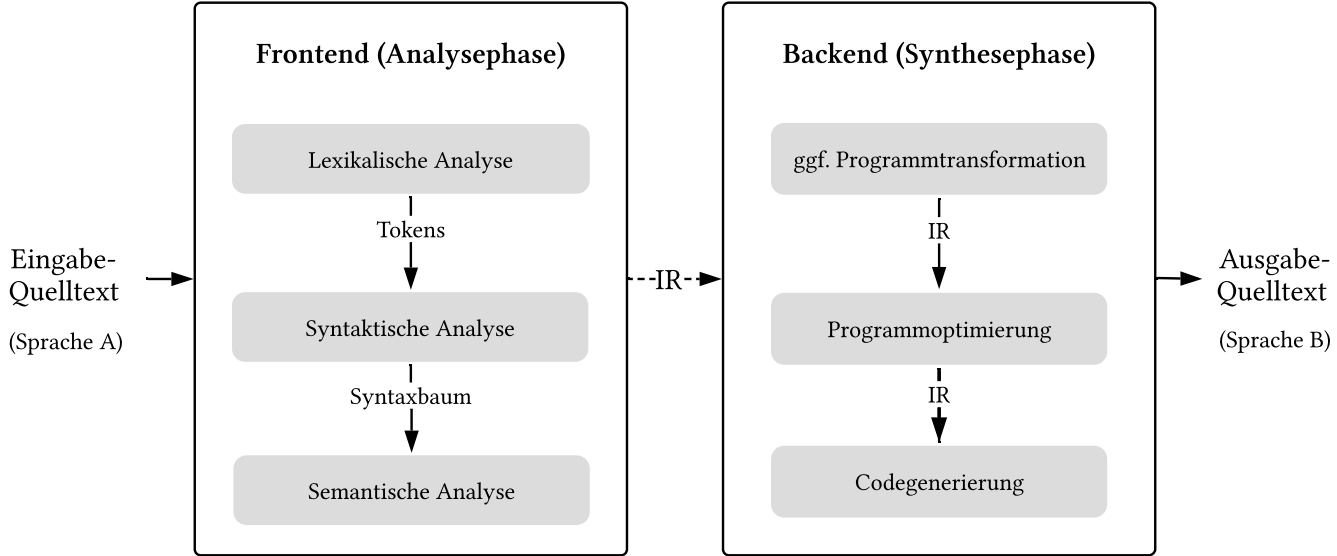 Frontend (Analysephase)
Lexikalische Analyse
Tokens
Syntaktische Analyse
Syntaxbaum
Semantische Analyse
Eingabe-
Quelltext
(Sprache A)
IR
Backend (Synthesephase)
ggf. Programmtransformation
IR
Programmoptimierung
IR
Codegenerierung
Ausgabe-
Quelltext
(Sprache B)